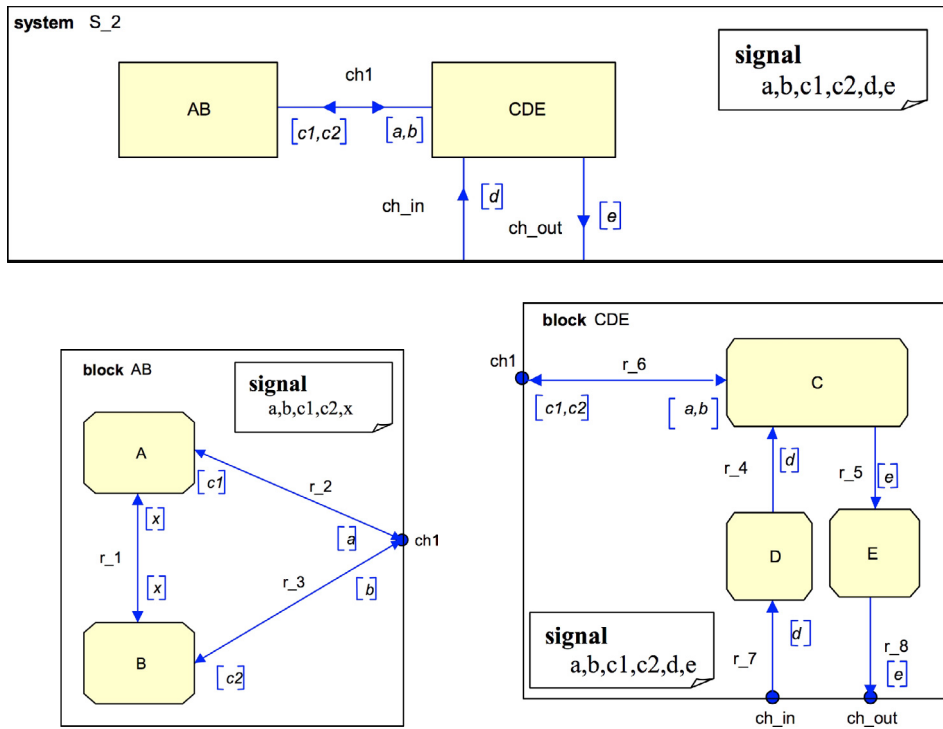 system S_2
signal
a,b,c1,c2,d,e
ch1
AB
CDE
[c1,c2]
[a,b]
ch_in
[d]
ch_out
[e]
block AB
signal
a,b,c1,c2,x
A
[c1]
r_2
[x]
r_1
[a]
ch1
r_3
[x]
[b]
B
[c2]
block CDE
ch1
r_6
C
[c1,c2]
[a,b]
r_4
[d]
r_5
[e]
D
E
signal
a,b,c1,c2,d,e
[d]
r_7
r_8
[e]
ch_in
ch_out